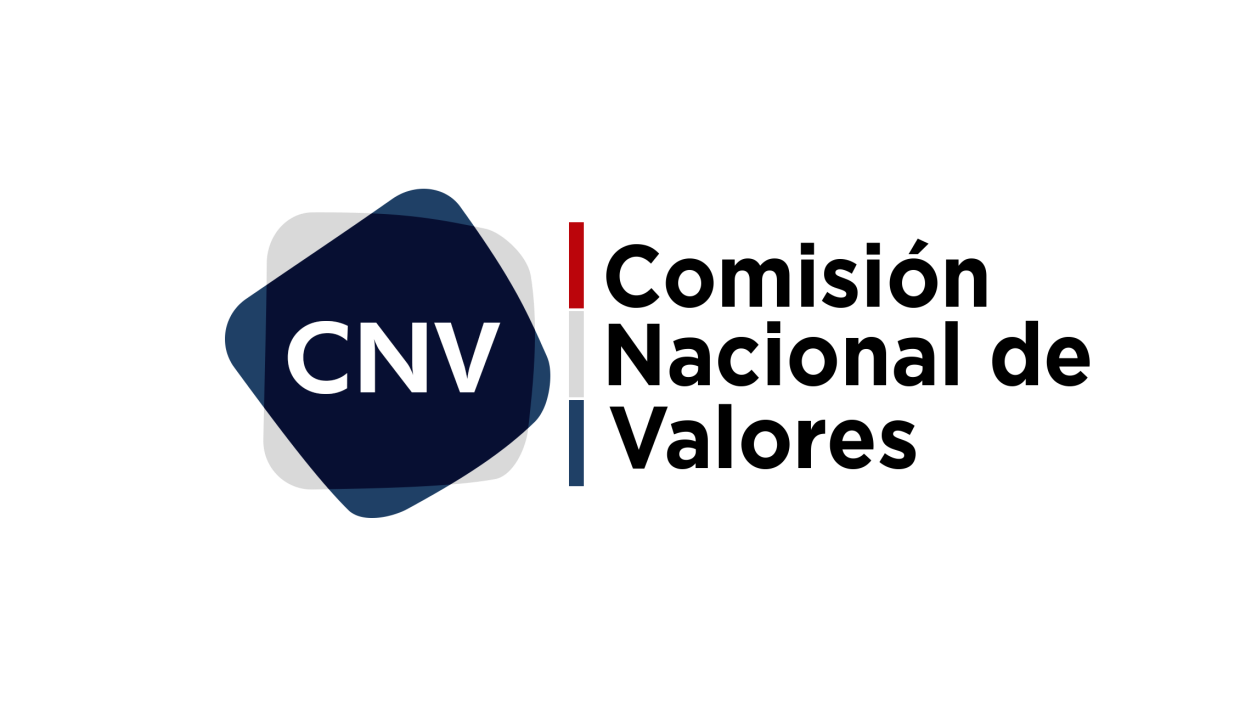 CNV
Comisión
Nacional de
Valores